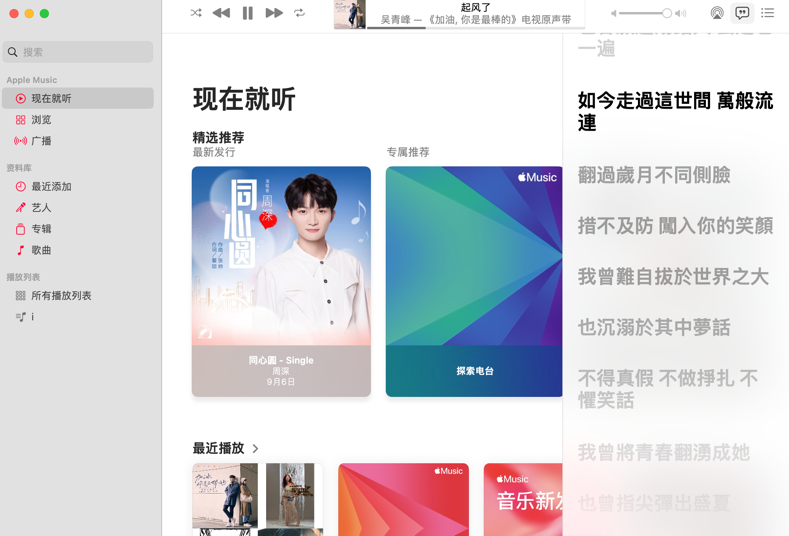 起风了
吴青峰 — 《加油, 你是最棒的》电视原声带
搜索
Apple Music
现在就听
浏览
广播
资料库
最近添加
艺人
专辑
歌曲
播放列表
所有播放列表
i
现在就听
精选推荐
最新发行
专属推荐
同心圆
周深
Music
同心圆 - Single
周深
9月6日
探索电台
最近播放
Music
Music
音乐新发
一遍
如今走過這世間 萬般流
連
翻過歲月不同側臉
措不及防 闖入你的笑顏
我曾難自拔於世界之大
也沉溺於其中夢話
不得真假 不做掙扎 不
懼笑話
我曾將青春翻湧成她
也曾指尖彈出盛夏